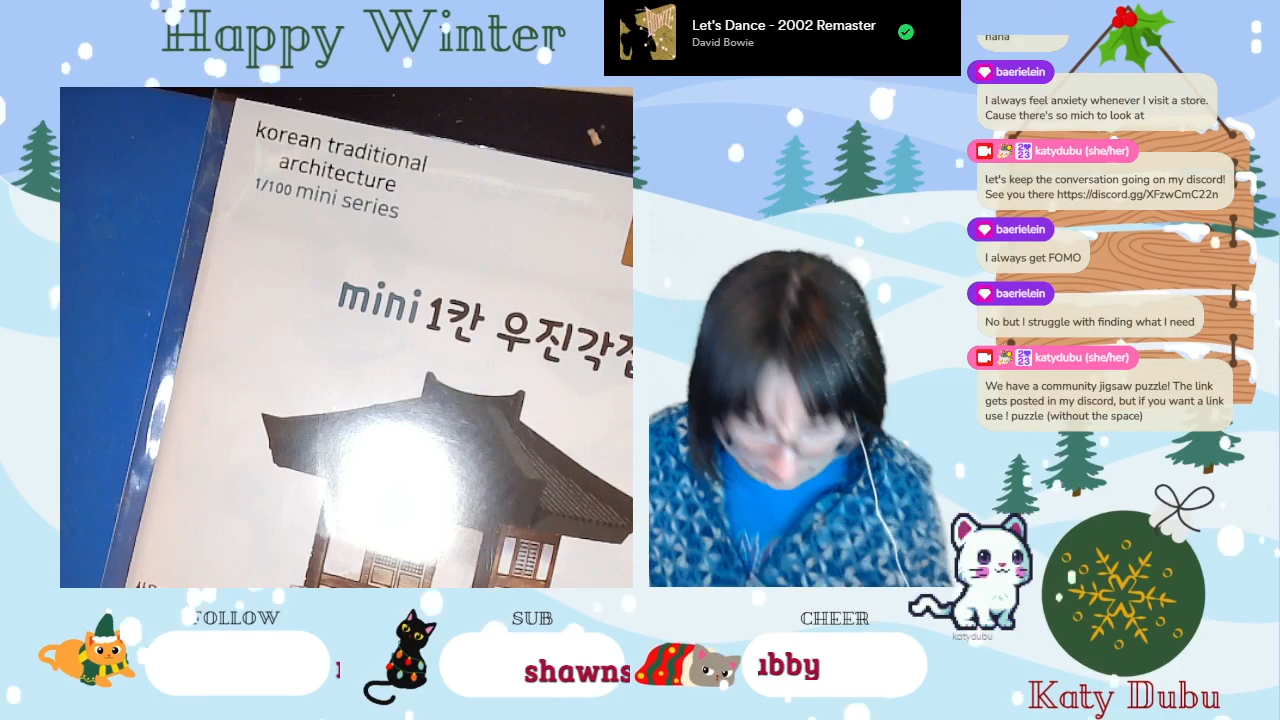 Happy Winter
Let's Dance - 2002 Remaster
David Bowie
korean traditional
architecture
1/100 mini series
mini 1칸 우진각집
baerielein
I always feel anxiety whenever I visit a store.
Cause there's so mich to look at
katydubu (she/her)
let's keep the conversation going on my discord!
See you there https://discord.gg/XFzwCmC22n
baerielein
I always get FOMO
baerielein
No but I struggle with finding what I need
katydubu (she/her)
We have a community jigsaw puzzle! The link
gets posted in my discord, but if you want a link
use ! puzzle (without the space)
katydubu
FOLLOW
SUB
shawns
CHEER
ubby
Katy Dubu